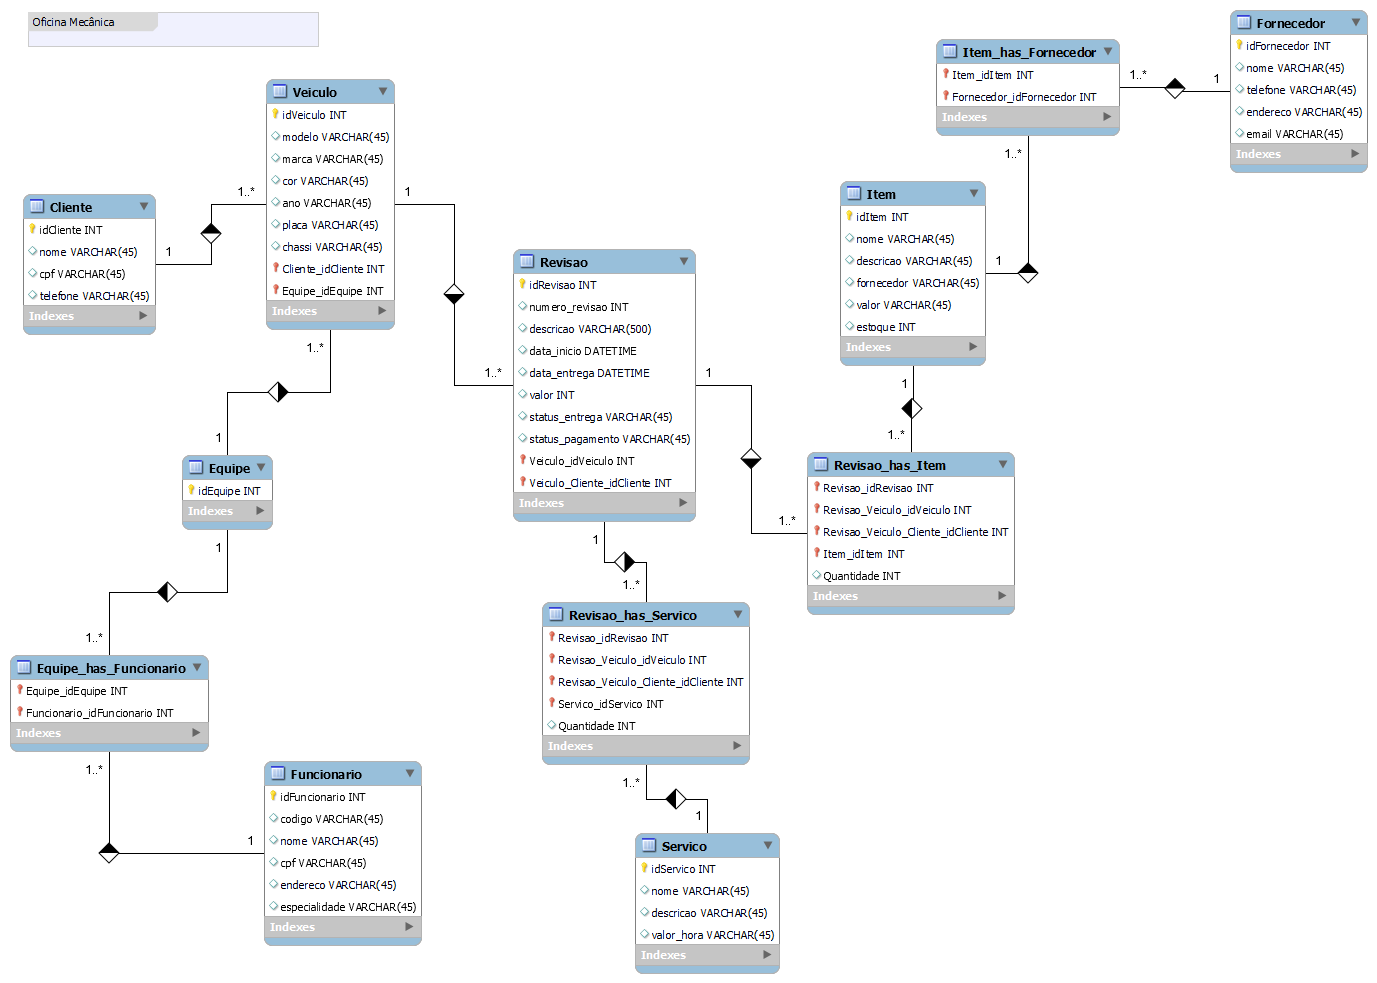 Oficina Mecânica
Cliente
idCliente INT
nome VARCHAR(45)
cpf VARCHAR(45)
telefone VARCHAR(45)
Indexes
1
1..*
Veiculo
idVeiculo INT
modelo VARCHAR(45)
marca VARCHAR(45)
cor VARCHAR(45)
ano VARCHAR(45)
placa VARCHAR(45)
chassi VARCHAR(45)
Cliente_idCliente INT
Equipe_idEquipe INT
Indexes
1
1..*
1..*
1
Equipe
idEquipe INT
Indexes
1
1..*
Equipe_has_Funcionario
Equipe_idEquipe INT
Funcionario_idFuncionario INT
Indexes
1..*
1
Funcionario
idFuncionario INT
codigo VARCHAR(45)
nome VARCHAR(45)
cpf VARCHAR(45)
endereco VARCHAR(45)
especialidade VARCHAR(45)
Indexes
Revisao
idRevisao INT
numero_revisao INT
descricao VARCHAR(500)
data_inicio DATETIME
data_entrega DATETIME
valor INT
status_entrega VARCHAR(45)
status_pagamento VARCHAR(45)
Veiculo_idVeiculo INT
Veiculo_Cliente_idCliente INT
Indexes
1
1..*
1
1..*
Revisao_has_Servico
Revisao_idRevisao INT
Revisao_Veiculo_idVeiculo INT
Revisao_Veiculo_Cliente_idCliente INT
Servico_idServico INT
Quantidade INT
Indexes
1..*
1
Servico
idServico INT
nome VARCHAR(45)
descricao VARCHAR(45)
valor_hora VARCHAR(45)
Indexes
Revisao_has_Item
Revisao_idRevisao INT
Revisao_Veiculo_idVeiculo INT
Revisao_Veiculo_Cliente_idCliente INT
Item_idItem INT
Quantidade INT
Indexes
1
1..*
Item
idItem INT
nome VARCHAR(45)
descricao VARCHAR(45)
fornecedor VARCHAR(45)
valor VARCHAR(45)
estoque INT
Indexes
1
1..*
Item_has_Fornecedor
Item_idItem INT
Fornecedor_idFornecedor INT
Indexes
1..*
1
Fornecedor
idFornecedor INT
nome VARCHAR(45)
telefone VARCHAR(45)
endereco VARCHAR(45)
email VARCHAR(45)
Indexes